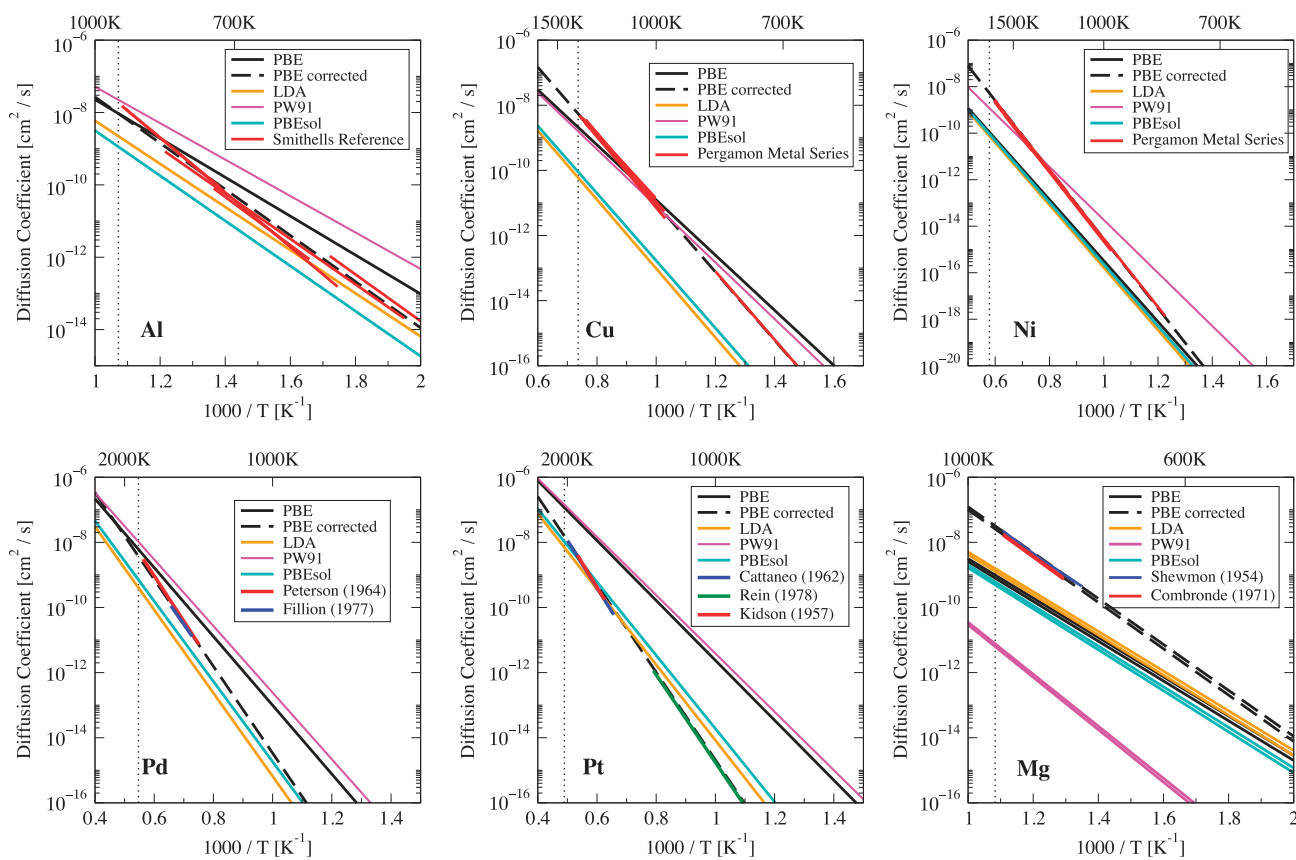 1000K 700K
10−6
10−8
10−10
10−12
10−14
Diffusion Coefficient [cm2 / s]
PBE
PBE corrected
LDA
PW91
PBEsol
Smithells Reference
Al
1 1.2 1.4 1.6 1.8 2
1000 / T [K−1]
1500K 1000K
10−6
10−8
10−10
10−12
10−14
10−16
Diffusion Coefficient [cm2 / s]
PBE
PBE corrected
LDA
PW91
PBEsol
Pergamon Metal Series
Cu
0.6 0.8 1 1.2 1.4 1.6
1000 / T [K−1]
1500K 1000K 700K
10−6
10−8
10−10
10−12
10−14
10−16
10−18
10−20
Diffusion Coefficient [cm2 / s]
PBE
PBE corrected
LDA
PW91
PBEsol
Pergamon Metal Series
Ni
0.6 0.8 1 1.2 1.4 1.6
1000 / T [K−1]
2000K 1000K
10−6
10−8
10−10
10−12
10−14
10−16
Diffusion Coefficient [cm2 / s]
PBE
PBE corrected
LDA
PW91
PBEsol
Peterson (1964)
Fillion (1977)
Pd
0.4 0.6 0.8 1 1.2 1.4
1000 / T [K−1]
2000K 1000K
10−6
10−8
10−10
10−12
10−14
10−16
Diffusion Coefficient [cm2 / s]
PBE
PBE corrected
LDA
PW91
PBEsol
Cattaneo (1962)
Rein (1978)
Kidson (1957)
Pt
0.4 0.6 0.8 1 1.2 1.4
1000 / T [K−1]
1000K 600K
10−6
10−8
10−10
10−12
10−14
10−16
Diffusion Coefficient [cm2 / s]
PBE
PBE corrected
LDA
PW91
PBEsol
Shewmon (1954)
Combronde (1971)
Mg
1 1.2 1.4 1.6 1.8 2
1000 / T [K−1]